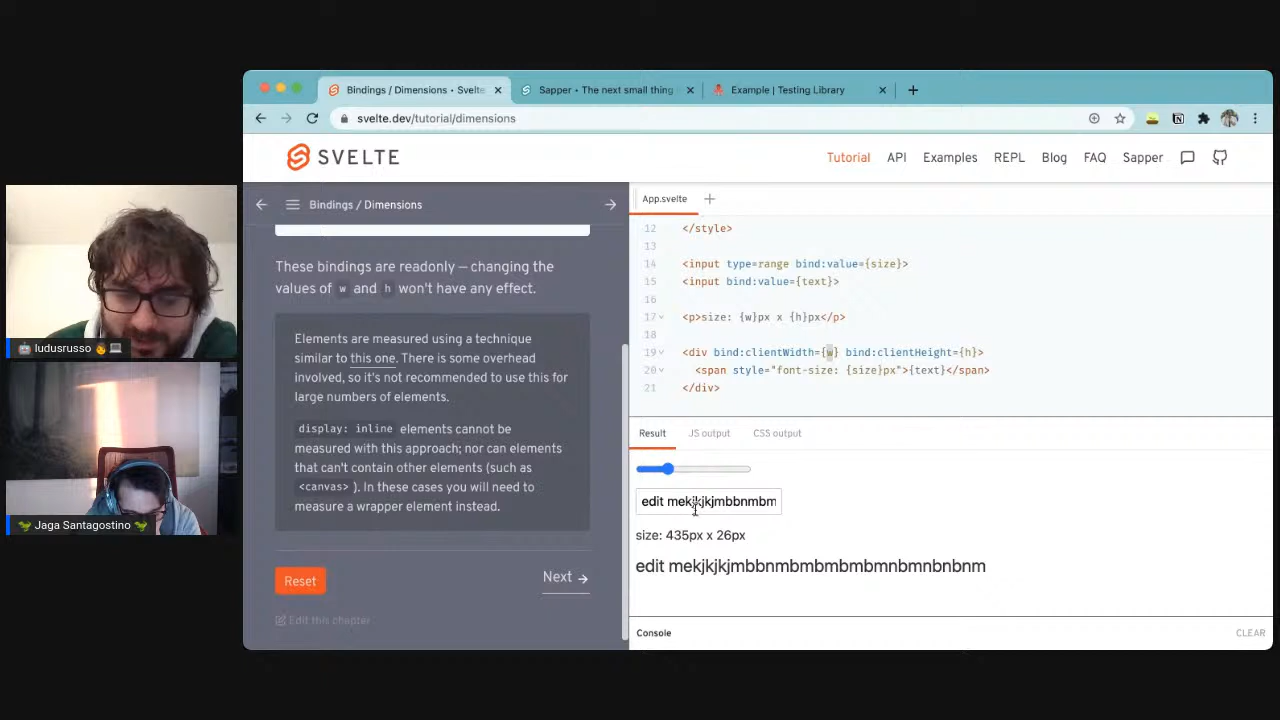 Bindings / Dimensions • Svelte
Sapper • The next small thing
Example | Testing Library
svelte.dev/tutorial/dimensions
SVELTE
Tutorial API Examples REPL Blog FAQ Sapper
Bindings / Dimensions
These bindings are readonly — changing the
values of w and h won't have any effect.
Elements are measured using a technique
similar to this one. There is some overhead
involved, so it's not recommended to use this for
large numbers of elements.
display: inline elements cannot be
measured with this approach; nor can elements
that can't contain other elements (such as
<canvas> ). In these cases you will need to
measure a wrapper element instead.
Reset
Next
Edit this chapter
App.svelte
12 </style>
13
14 <input type=range bind:value={size}>
15 <input bind:value={text}>
16
17 <p>size: {w}px x {h}px</p>
18
19 <div bind:clientWidth={w} bind:clientHeight={h}>
20 <span style="font-size: {size}px">{text}</span>
21 </div>
Result JS output CSS output
edit mekjkjkjmbbnmbm
size: 435px x 26px
edit mekjkjkjmbbnmbmbmbmbmnbmnbnbnm
Console
CLEAR
ludusrusso
Jaga Santagostino